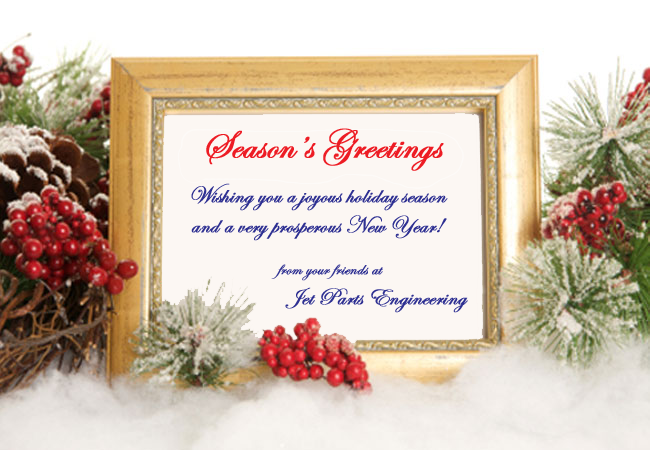 Season's Greetings
Wishing you a joyous holiday season
and a very prosperous New Year!
from your friends at
Jet Parts Engineering